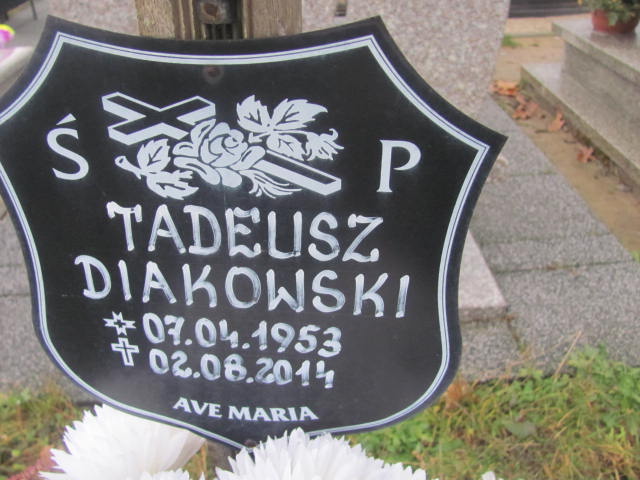 Ś P
TADEUSZ
DIAKOWSKI
07.04.1953
02.08.2014
AVE MARIA